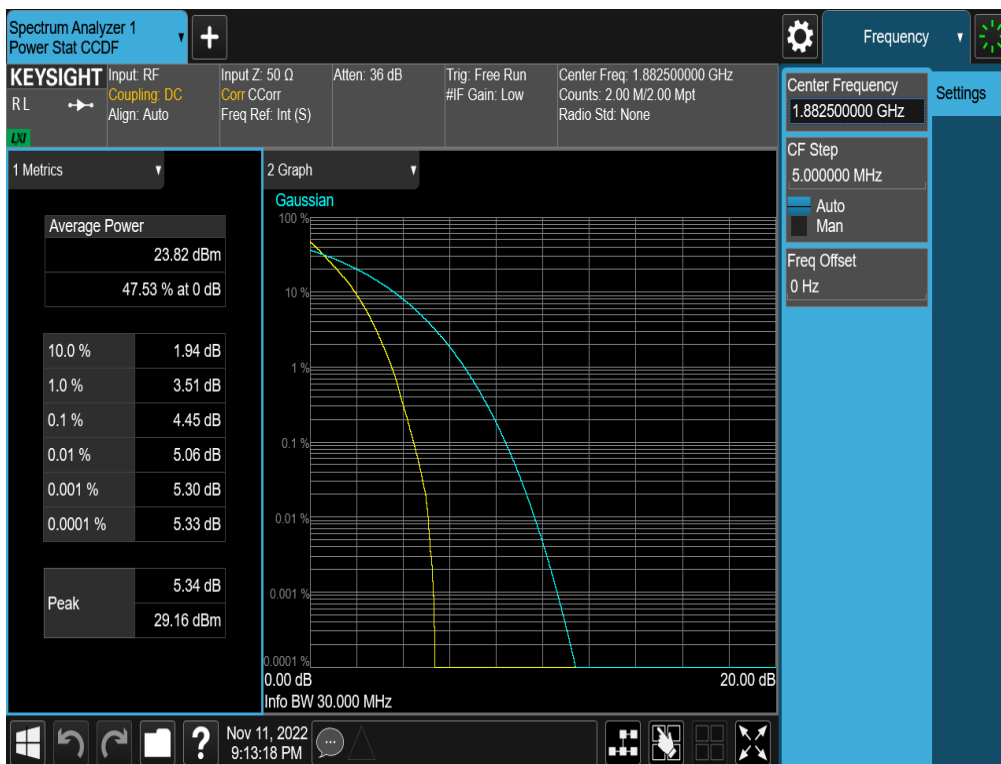 Spectrum Analyzer 1
Power Stat CCDF
Frequency
KEYSIGHT
RL
LXI
Input: RF
Coupling: DC
Align: Auto
Input Z: 50 Ω
Corr CCorr
Freq Ref: Int (S)
Atten: 36 dB
Trig: Free Run
#IF Gain: Low
Center Freq: 1.882500000 GHz
Counts: 2.00 M/2.00 Mpt
Radio Std: None
Center Frequency
1.882500000 GHz
Settings
CF Step
5.000000 MHz
Auto
Man
Freq Offset
0 Hz
1 Metrics
Average Power
23.82 dBm
47.53 % at 0 dB
10.0 % 1.94 dB
1.0 % 3.51 dB
0.1 % 4.45 dB
0.01 % 5.06 dB
0.001 % 5.30 dB
0.0001 % 5.33 dB
Peak
5.34 dB
29.16 dBm
2 Graph
Gaussian
100 %
10 %
1 %
0.1 %
0.01 %
0.001 %
0.0001 %
0.00 dB 20.00 dB
Info BW 30.000 MHz
?
Nov 11, 2022
9:13:18 PM